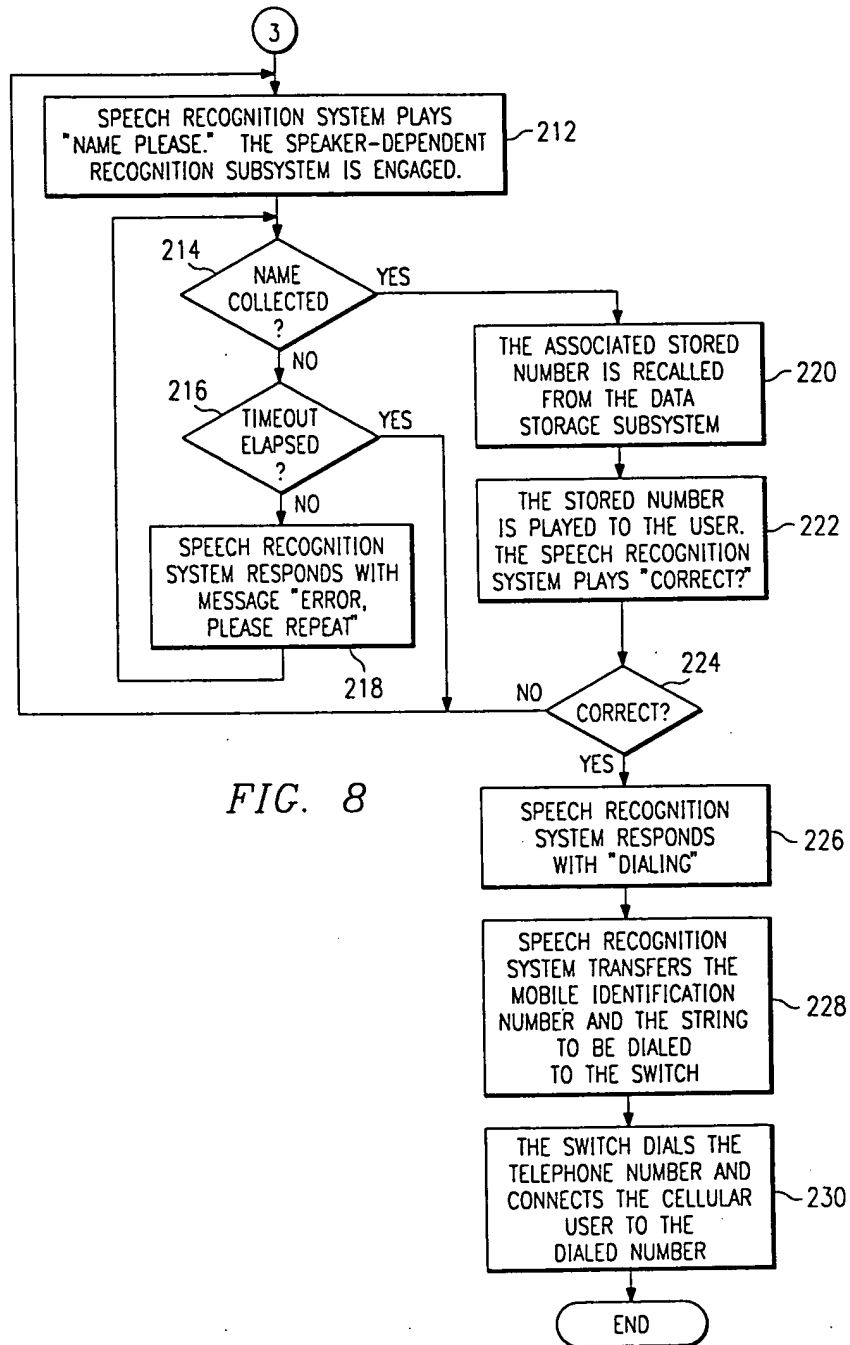 3
SPEECH RECOGNITION SYSTEM PLAYS
"NAME PLEASE." THE SPEAKER-DEPENDENT
RECOGNITION SUBSYSTEM IS ENGAGED.
212
214
NAME
COLLECTED
?
YES
NO
216
TIMEOUT
ELAPSED
?
YES
NO
SPEECH RECOGNITION
SYSTEM RESPONDS WITH
MESSAGE "ERROR,
PLEASE REPEAT"
218
THE ASSOCIATED STORED
NUMBER IS RECALLED
FROM THE DATA
STORAGE SUBSYSTEM
220
THE STORED NUMBER
IS PLAYED TO THE USER.
THE SPEECH RECOGNITION
SYSTEM PLAYS "CORRECT?"
222
224
NO
CORRECT?
YES
FIG. 8
SPEECH RECOGNITION
SYSTEM RESPONDS
WITH "DIALING"
226
SPEECH RECOGNITION
SYSTEM TRANSFERS THE
MOBILE IDENTIFICATION
NUMBER AND THE STRING
TO BE DIALED
TO THE SWITCH
228
THE SWITCH DIALS THE
TELEPHONE NUMBER AND
CONNECTS THE CELLULAR
USER TO THE
DIALED NUMBER
230
END